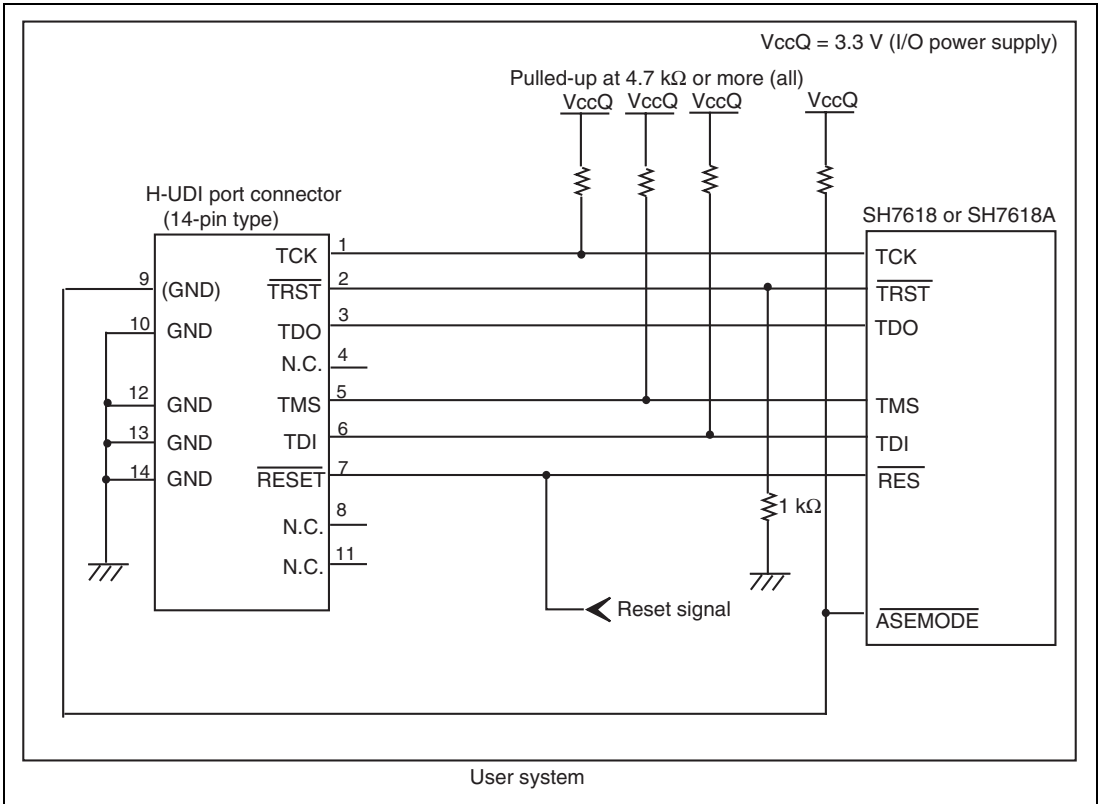 VccQ = 3.3 V (I/O power supply)
Pulled-up at 4.7 kΩ or more (all)
VccQ VccQ VccQ VccQ
H-UDI port connector
(14-pin type)
SH7618 or SH7618A
TCK 1 TCK
9 (GND) TRST 2 TRST
10 GND TDO 3 TDO
N.C. 4
12 GND TMS 5 TMS
13 GND TDI 6 TDI
14 GND RESET 7 RES
1 kΩ
N.C. 8
N.C. 11
Reset signal
ASEMODE
User system